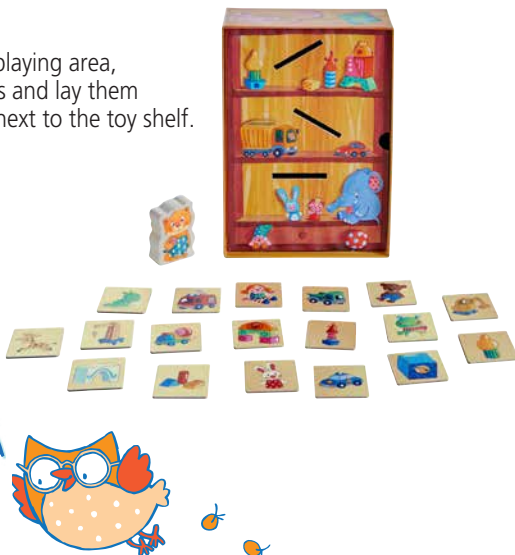 playing area,
s and lay them
next to the toy shelf.